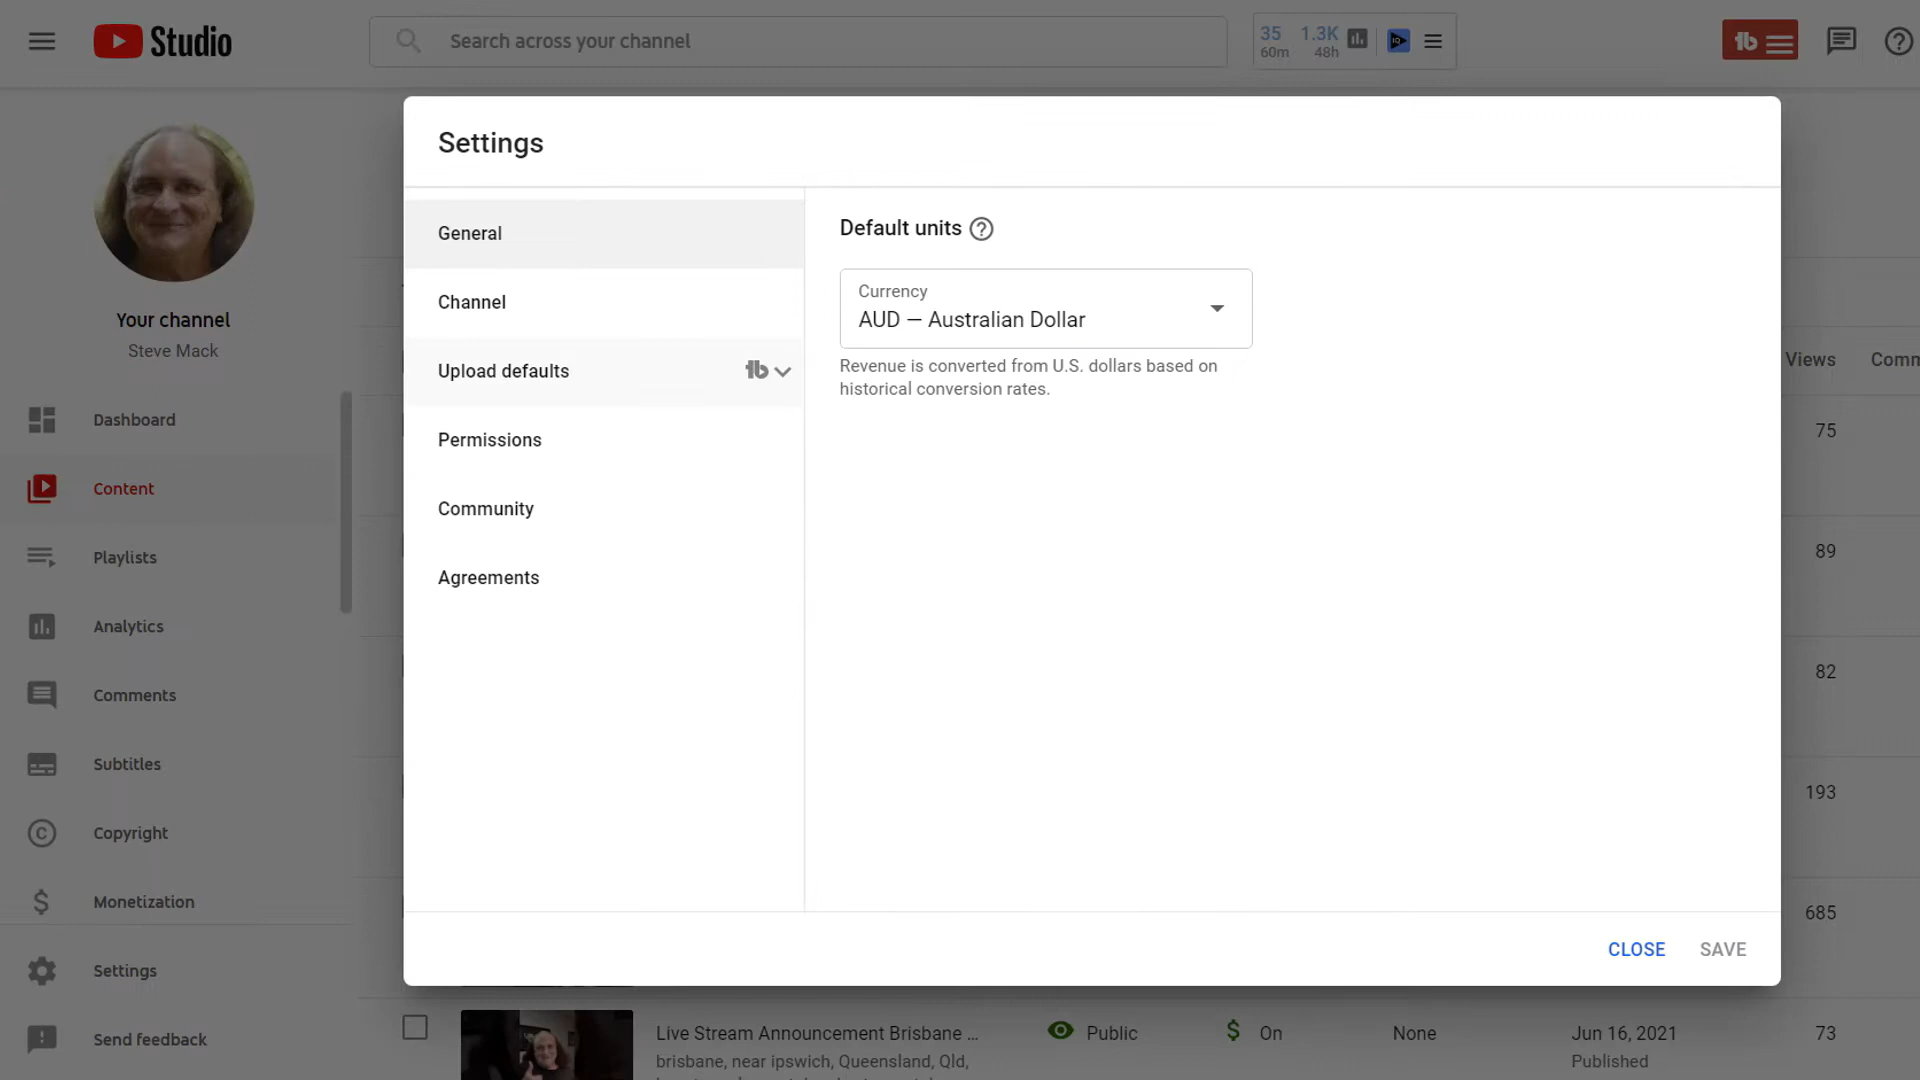 Studio
Search across your channel
35
60m
1.3K
48h
Settings
Your channel
Steve Mack
Dashboard
Content
Playlists
Analytics
Comments
Subtitles
Copyright
Monetization
Settings
Send feedback
General
Channel
Upload defaults
Permissions
Community
Agreements
Default units
Currency
AUD — Australian Dollar
Revenue is converted from U.S. dollars based on
historical conversion rates.
CLOSE
SAVE
Views
Comm
75
89
82
193
685
Live Stream Announcement Brisbane ...
brisbane, near ipswich, Queensland, Qld,
Public
On
None
Jun 16, 2021
Published
73